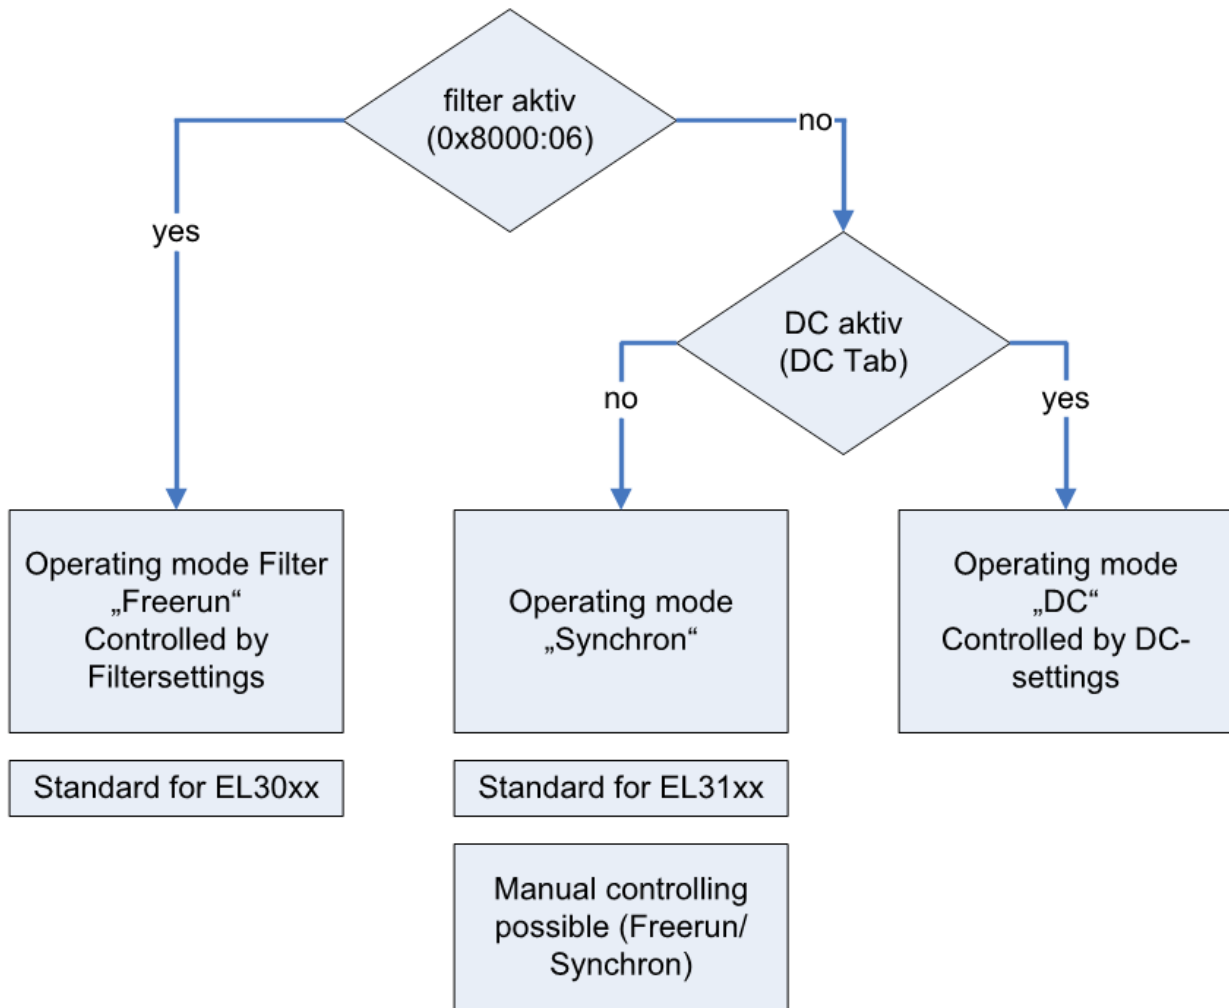 filter aktiv
(0x8000:06)
no
yes
DC aktiv
(DC Tab)
no
yes
Operating mode Filter
„Freerun“
Controlled by
Filtersettings
Operating mode
„Synchron“
Operating mode
„DC“
Controlled by DC-
settings
Standard for EL30xx
Standard for EL31xx
Manual controlling
possible (Freerun/
Synchron)